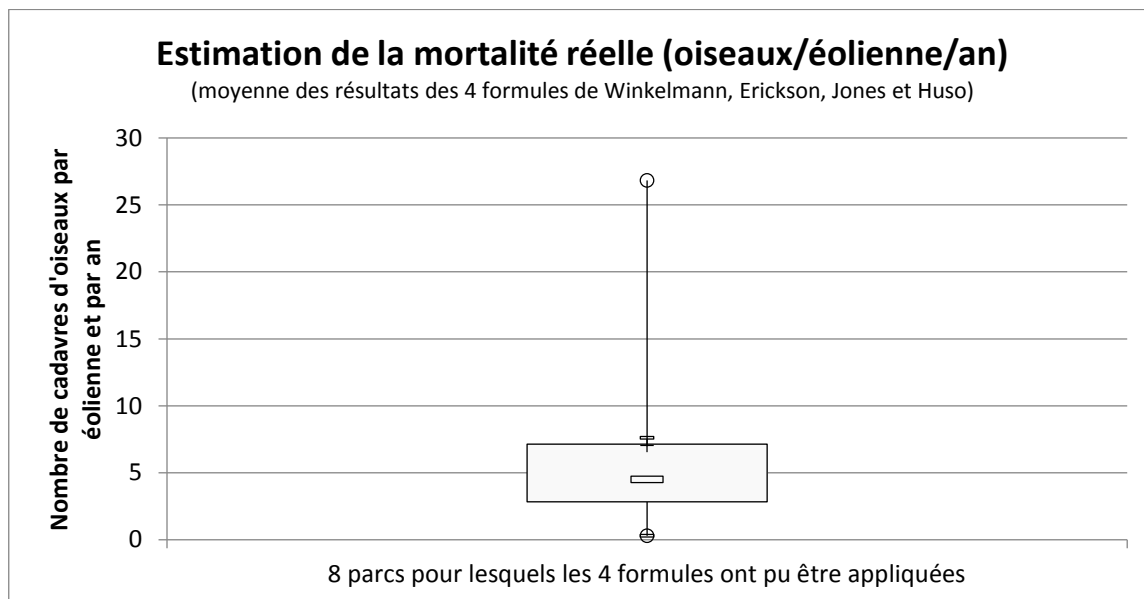 Estimation de la mortalité réelle (oiseaux/éolienne/an)
(moyenne des résultats des 4 formules de Winkelmann, Erickson, Jones et Huso)
Nombre de cadavres d'oiseaux par
éolienne et par an
30
25
20
15
10
5
0
8 parcs pour lesquels les 4 formules ont pu être appliquées